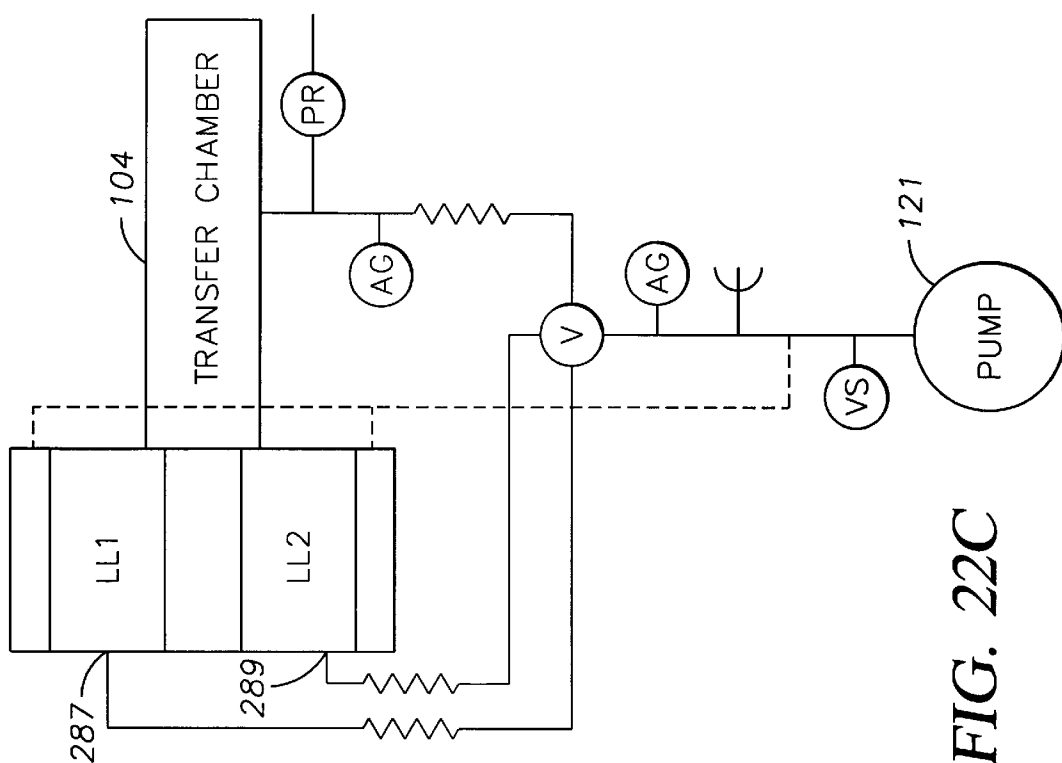 104
TRANSFER CHAMBER
PR
LL1
LL2
AG
287
289
V
AG
VS
121
PUMP
FIG. 22C